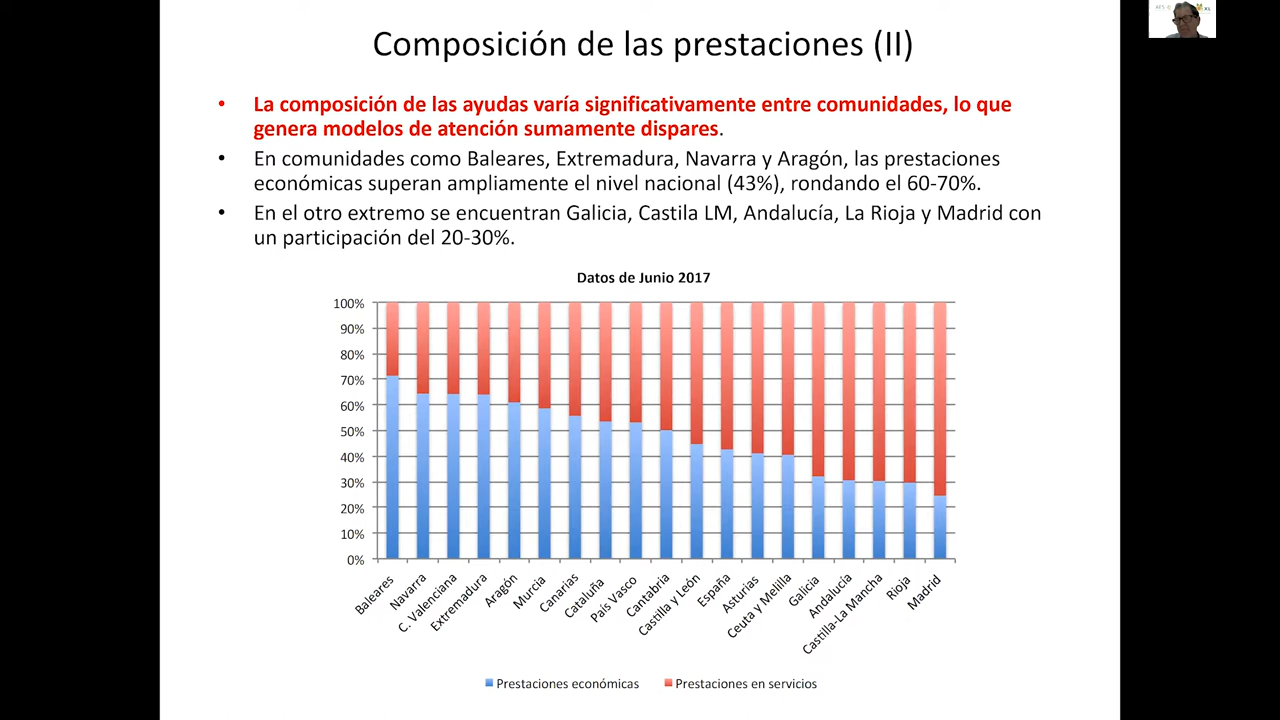 Composición de las prestaciones (II)
• La composición de las ayudas varía significativamente entre comunidades, lo que
genera modelos de atención sumamente dispares.
• En comunidades como Baleares, Extremadura, Navarra y Aragón, las prestaciones
económicas superan ampliamente el nivel nacional (43%), rondando el 60-70%.
• En el otro extremo se encuentran Galicia, Castila LM, Andalucía, La Rioja y Madrid con
un participación del 20-30%.
Datos de Junio 2017
100%
90%
80%
70%
60%
50%
40%
30%
20%
10%
0%
Baleares
Navarra
C. Valenciana
Extremadura
Aragón
Murcia
Canarias
Cataluña
País Vasco
Cantabria
Castilla y León
España
Asturias
Ceuta y Melilla
Galicia
Andalucía
Castilla-La Mancha
Rioja
Madrid
Prestaciones económicas
Prestaciones en servicios